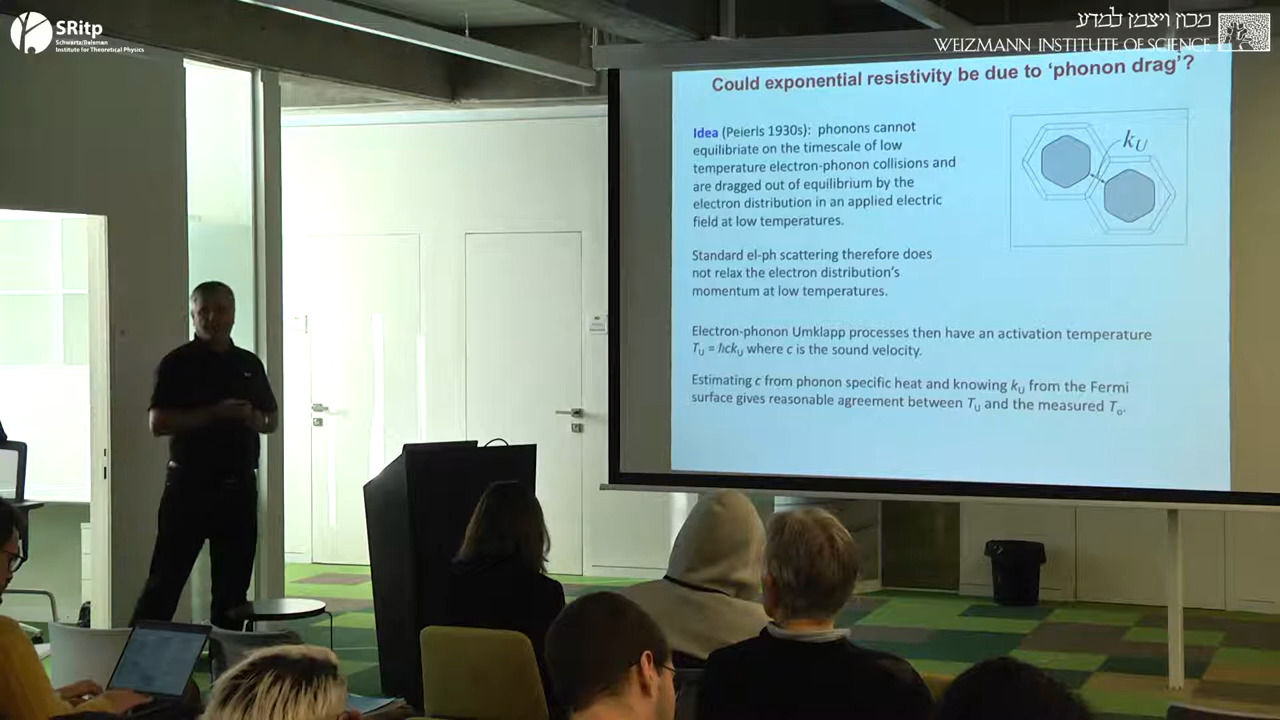 SRitp
Schwartz/Reisman
Institute for Theoretical Physics
מכון ויצמן למדע
WEIZMANN INSTITUTE OF SCIENCE
Could exponential resistivity be due to ‘phonon drag’?
Idea (Peierls 1930s): phonons cannot
equilibriate on the timescale of low
temperature electron-phonon collisions and
are dragged out of equilibrium by the
electron distribution in an applied electric
field at low temperatures.
k_U
Standard el-ph scattering therefore does
not relax the electron distribution’s
momentum at low temperatures.
Electron-phonon Umklapp processes then have an activation temperature
T_U = ℏck_U where c is the sound velocity.
Estimating c from phonon specific heat and knowing k_U from the Fermi
surface gives reasonable agreement between T_U and the measured T_o.